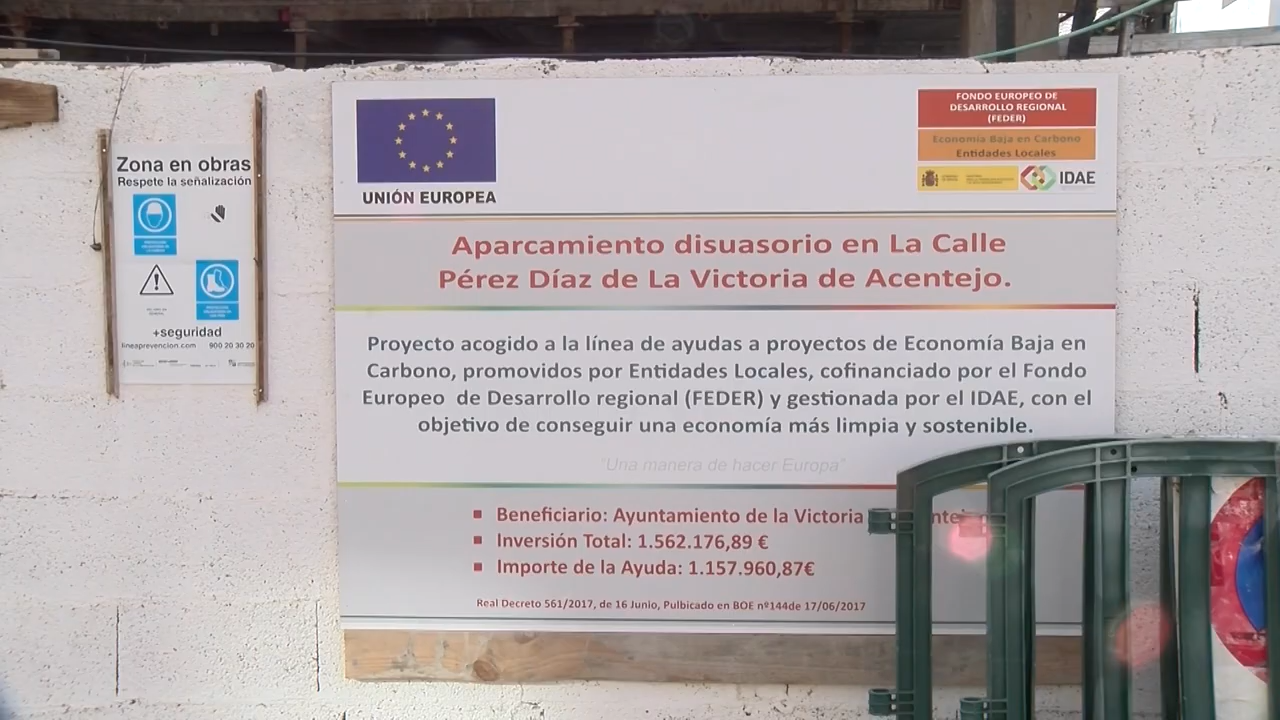 Zona en obras
Respete la señalización
+seguridad
lineaprevencion.com 900 20 30 20
UNIÓN EUROPEA
FONDO EUROPEO DE
DESARROLLO REGIONAL
(FEDER)
Economía Baja en Carbono
Entidades Locales
IDAE
Aparcamiento disuasorio en La Calle
Pérez Díaz de La Victoria de Acentejo.
Proyecto acogido a la línea de ayudas a proyectos de Economía Baja en
Carbono, promovidos por Entidades Locales, cofinanciado por el Fondo
Europeo de Desarrollo regional (FEDER) y gestionada por el IDAE, con el
objetivo de conseguir una economía más limpia y sostenible.
"Una manera de hacer Europa"
Beneficiario: Ayuntamiento de la Victoria
Inversión Total: 1.562.176,89 €
Importe de la Ayuda: 1.157.960,87€
Real Decreto 561/2017, de 16 Junio, Pulbicado en BOE nº144de 17/06/2017